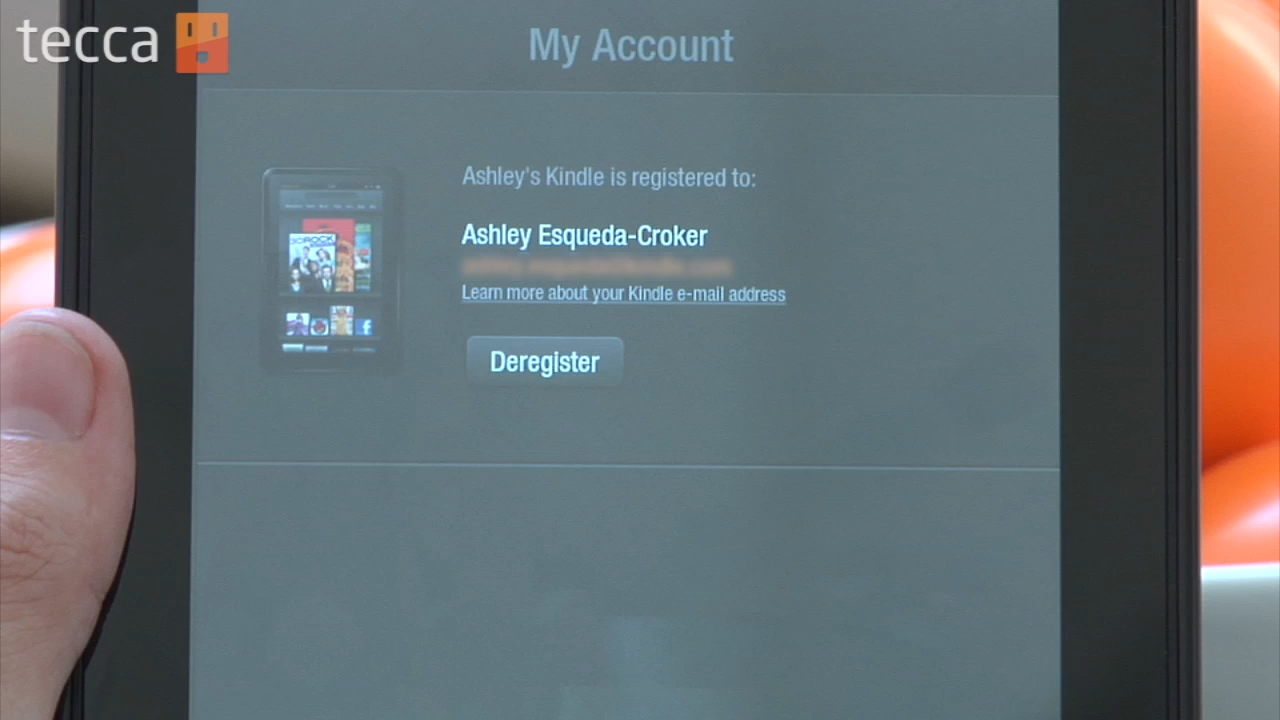 tecca
My Account
Ashley's Kindle is registered to:
Ashley Esqueda-Croker
Learn more about your Kindle e-mail address
Deregister